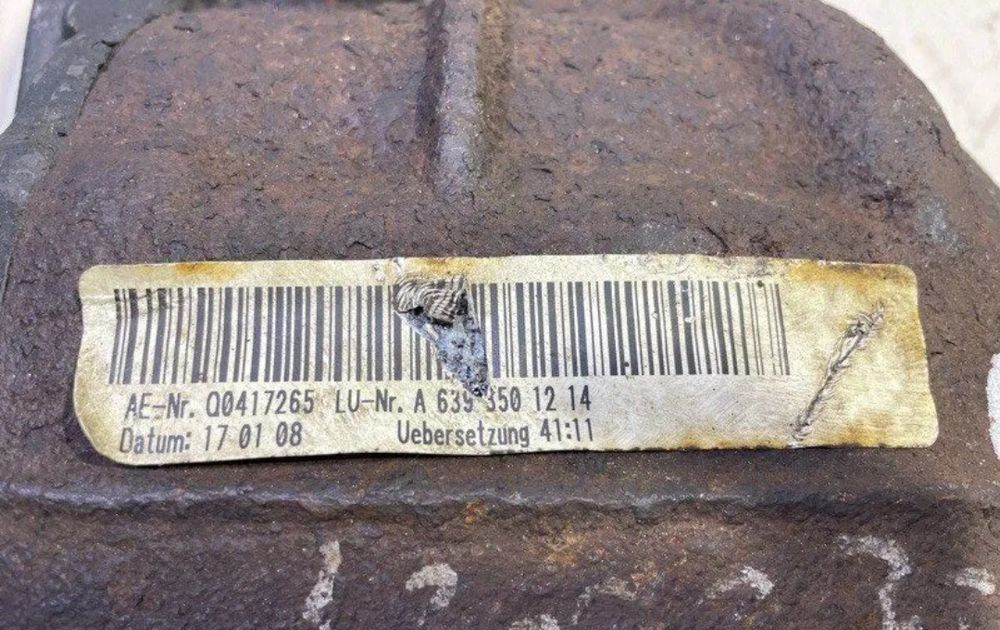 AE-Nr. Q0417265 LU-Nr. A 639 350 12 14
Datum: 17 01 08 Uebersetzung 41:11